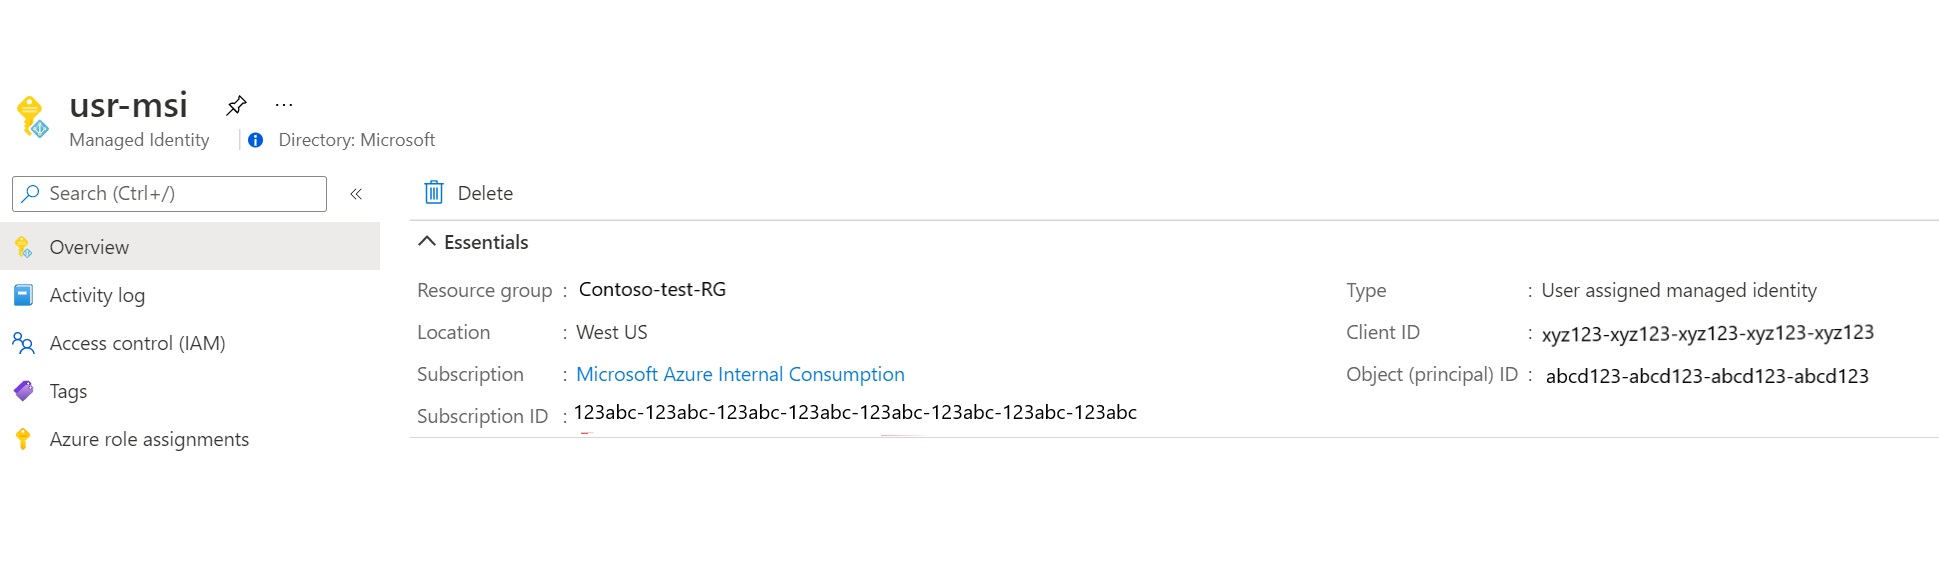 usr-msi ...
Managed Identity | Directory: Microsoft
Search (Ctrl+/) «
Delete
Overview
Activity log
Access control (IAM)
Tags
Azure role assignments
Essentials
Resource group : Contoso-test-RG
Location : West US
Subscription : Microsoft Azure Internal Consumption
Subscription ID : 123abc-123abc-123abc-123abc-123abc-123abc-123abc-123abc
Type : User assigned managed identity
Client ID : xyz123-xyz123-xyz123-xyz123-xyz123
Object (principal) ID : abcd123-abcd123-abcd123-abcd123